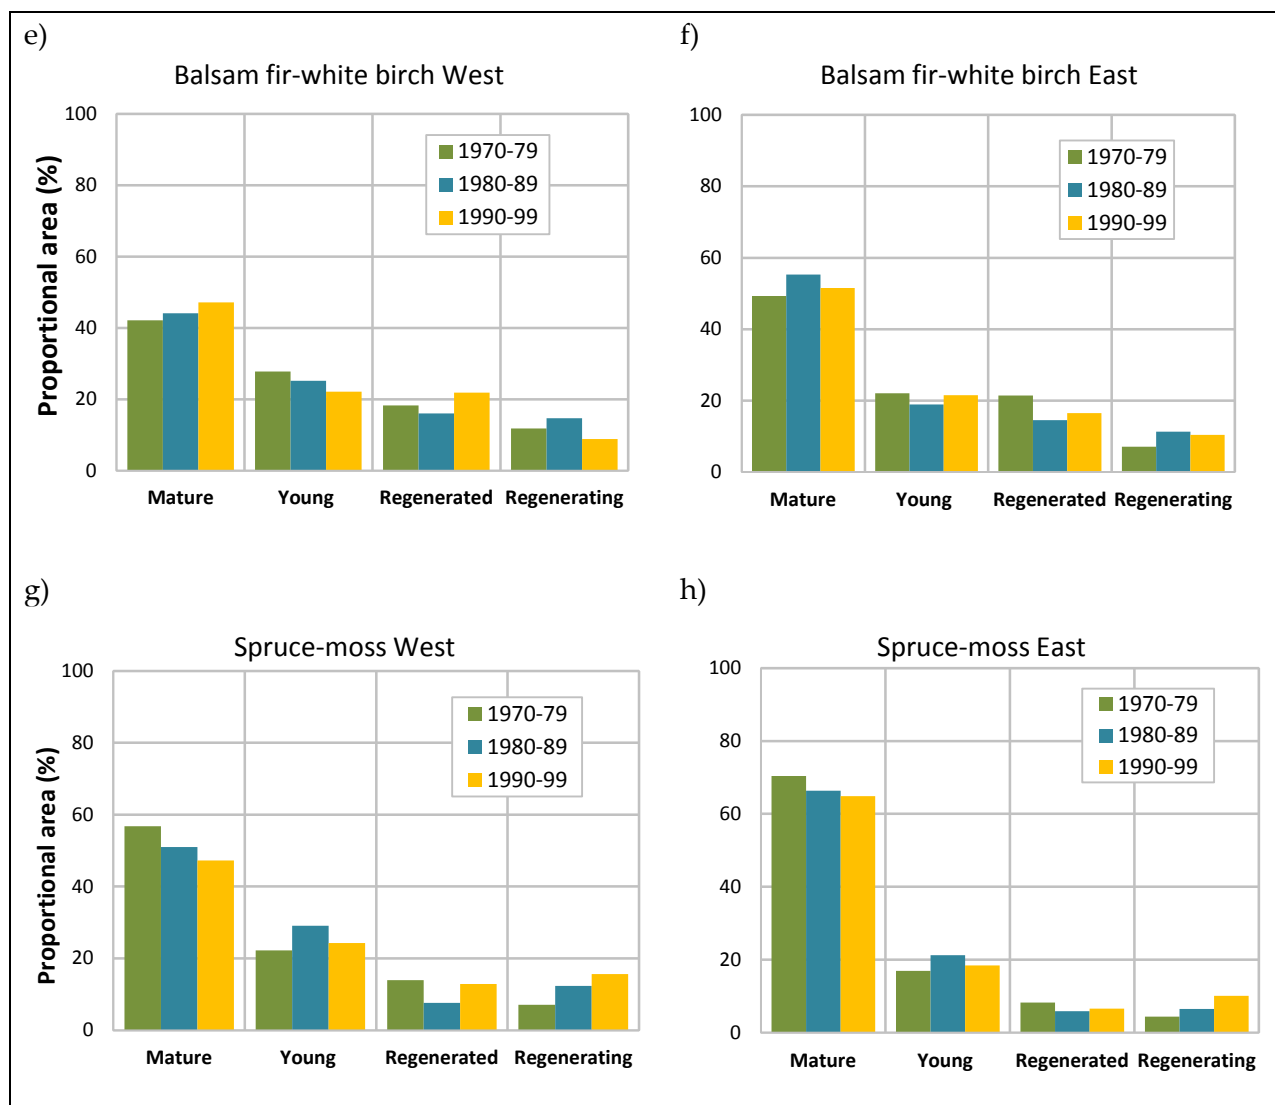 e)
Balsam fir-white birch West
Proportional area (%)
100
80
60
40
20
0
1970-79
1980-89
1990-99
Mature Young Regenerated Regenerating
f)
Balsam fir-white birch East
100
80
60
40
20
0
1970-79
1980-89
1990-99
Mature Young Regenerated Regenerating
g)
Spruce-moss West
Proportional area (%)
100
80
60
40
20
0
1970-79
1980-89
1990-99
Mature Young Regenerated Regenerating
h)
Spruce-moss East
100
80
60
40
20
0
1970-79
1980-89
1990-99
Mature Young Regenerated Regenerating